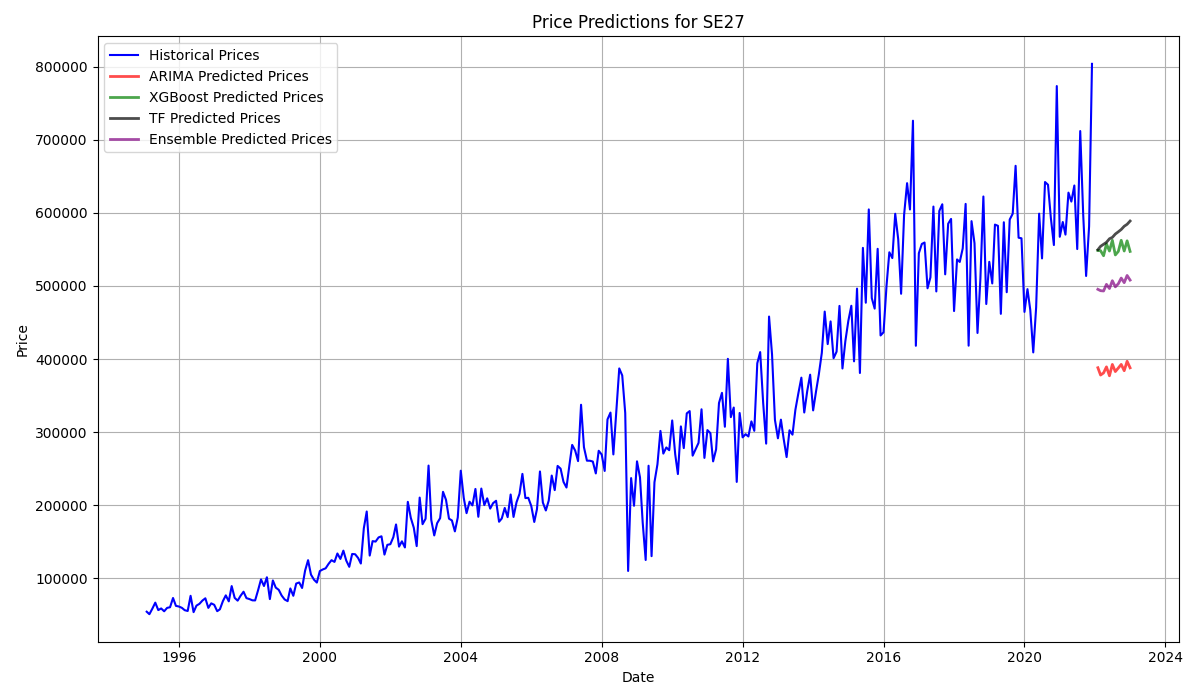 Price Predictions for SE27
Historical Prices
ARIMA Predicted Prices
XGBoost Predicted Prices
TF Predicted Prices
Ensemble Predicted Prices
800000
700000
600000
500000
400000
300000
200000
100000
Price
1996 2000 2004 2008 2012 2016 2020 2024
Date